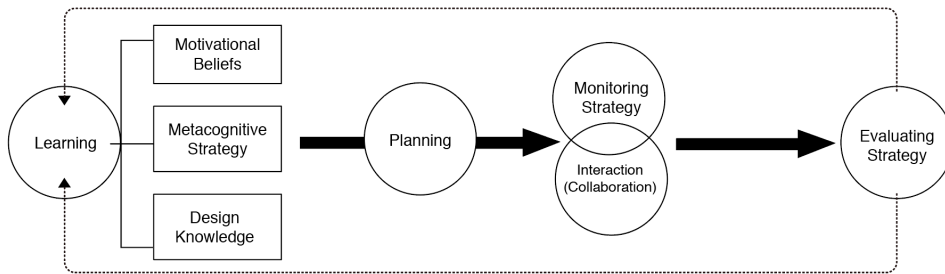 Learning
Motivational
Beliefs
Metacognitive
Strategy
Design
Knowledge
Planning
Monitoring
Strategy
Interaction
(Collaboration)
Evaluating
Strategy